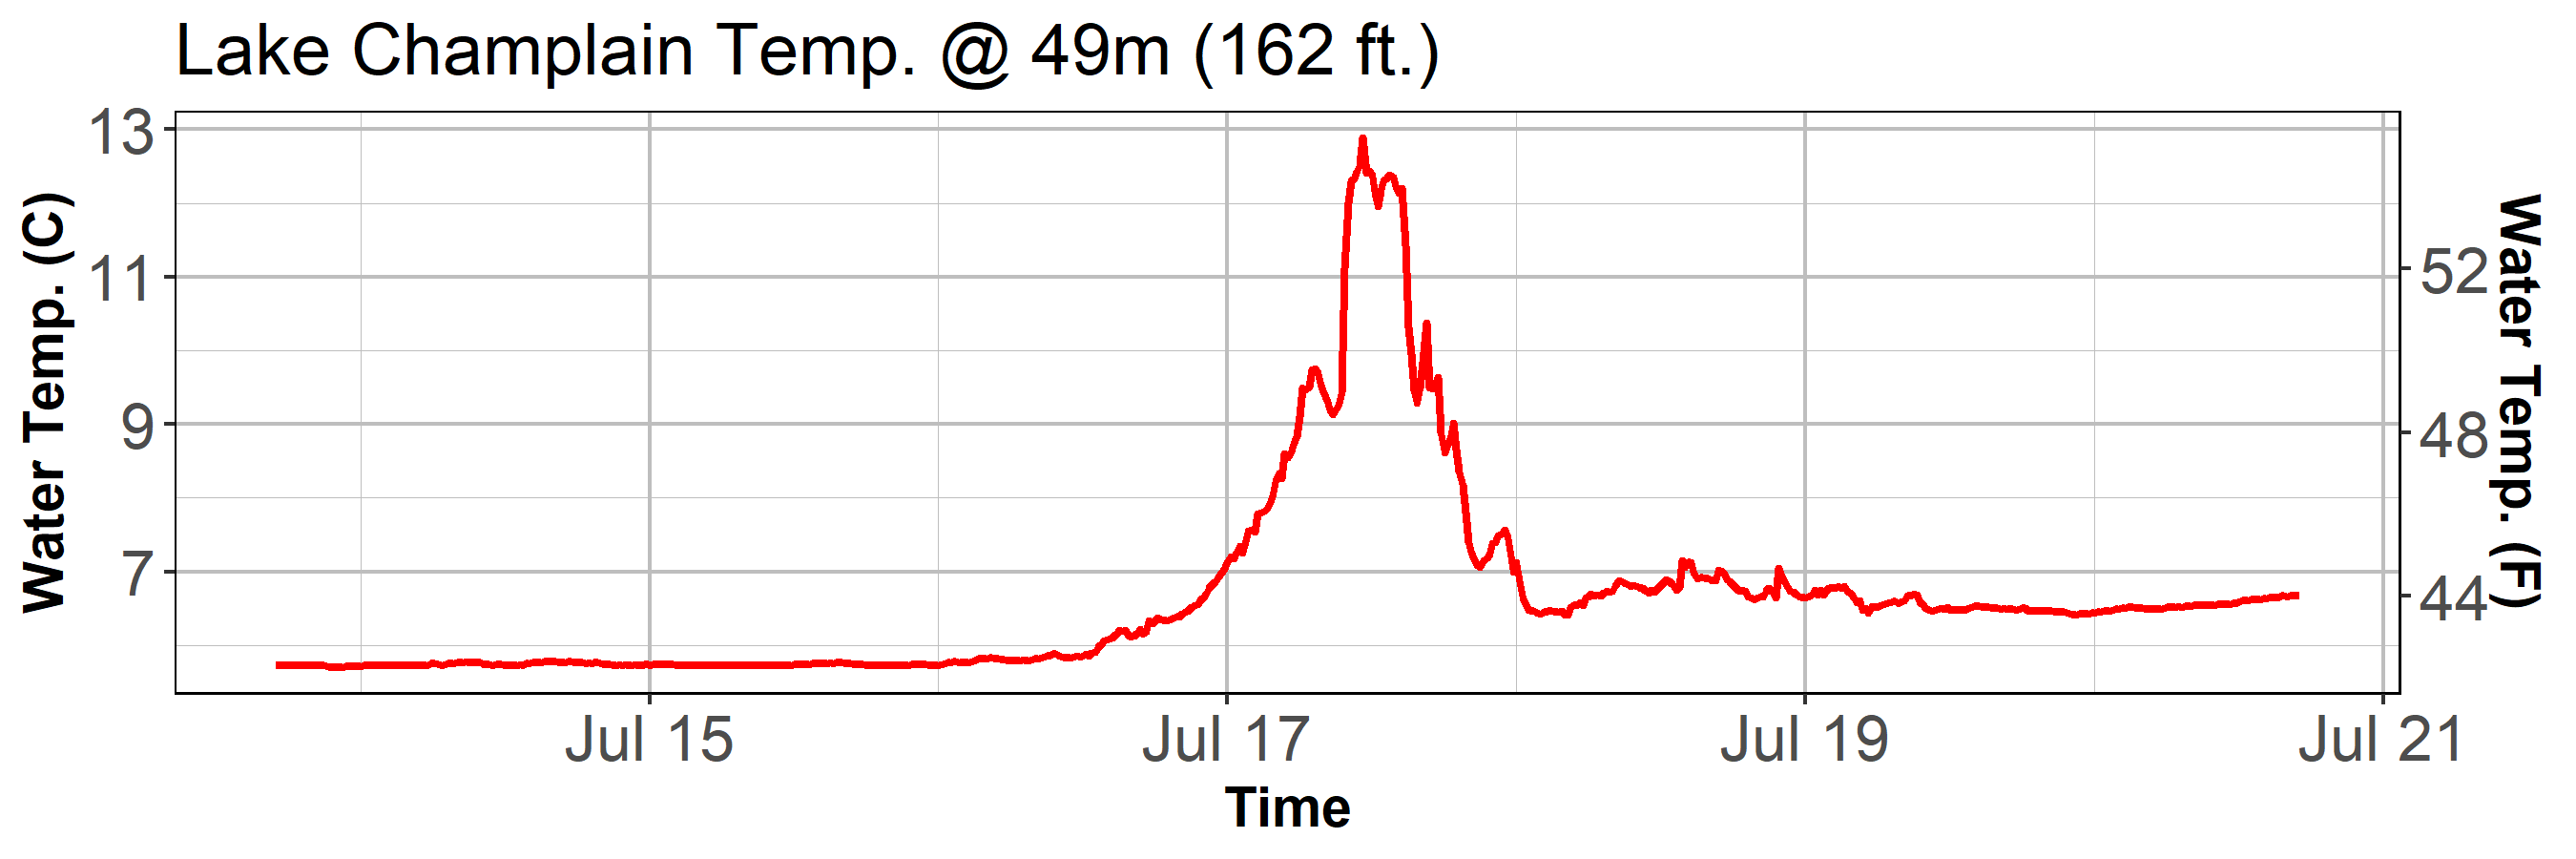 Lake Champlain Temp. @ 49m (162 ft.)
Water Temp. (C)
13
11
9
7
52
48
44
Water Temp. (F)
Jul 15
Jul 17
Jul 19
Jul 21
Time